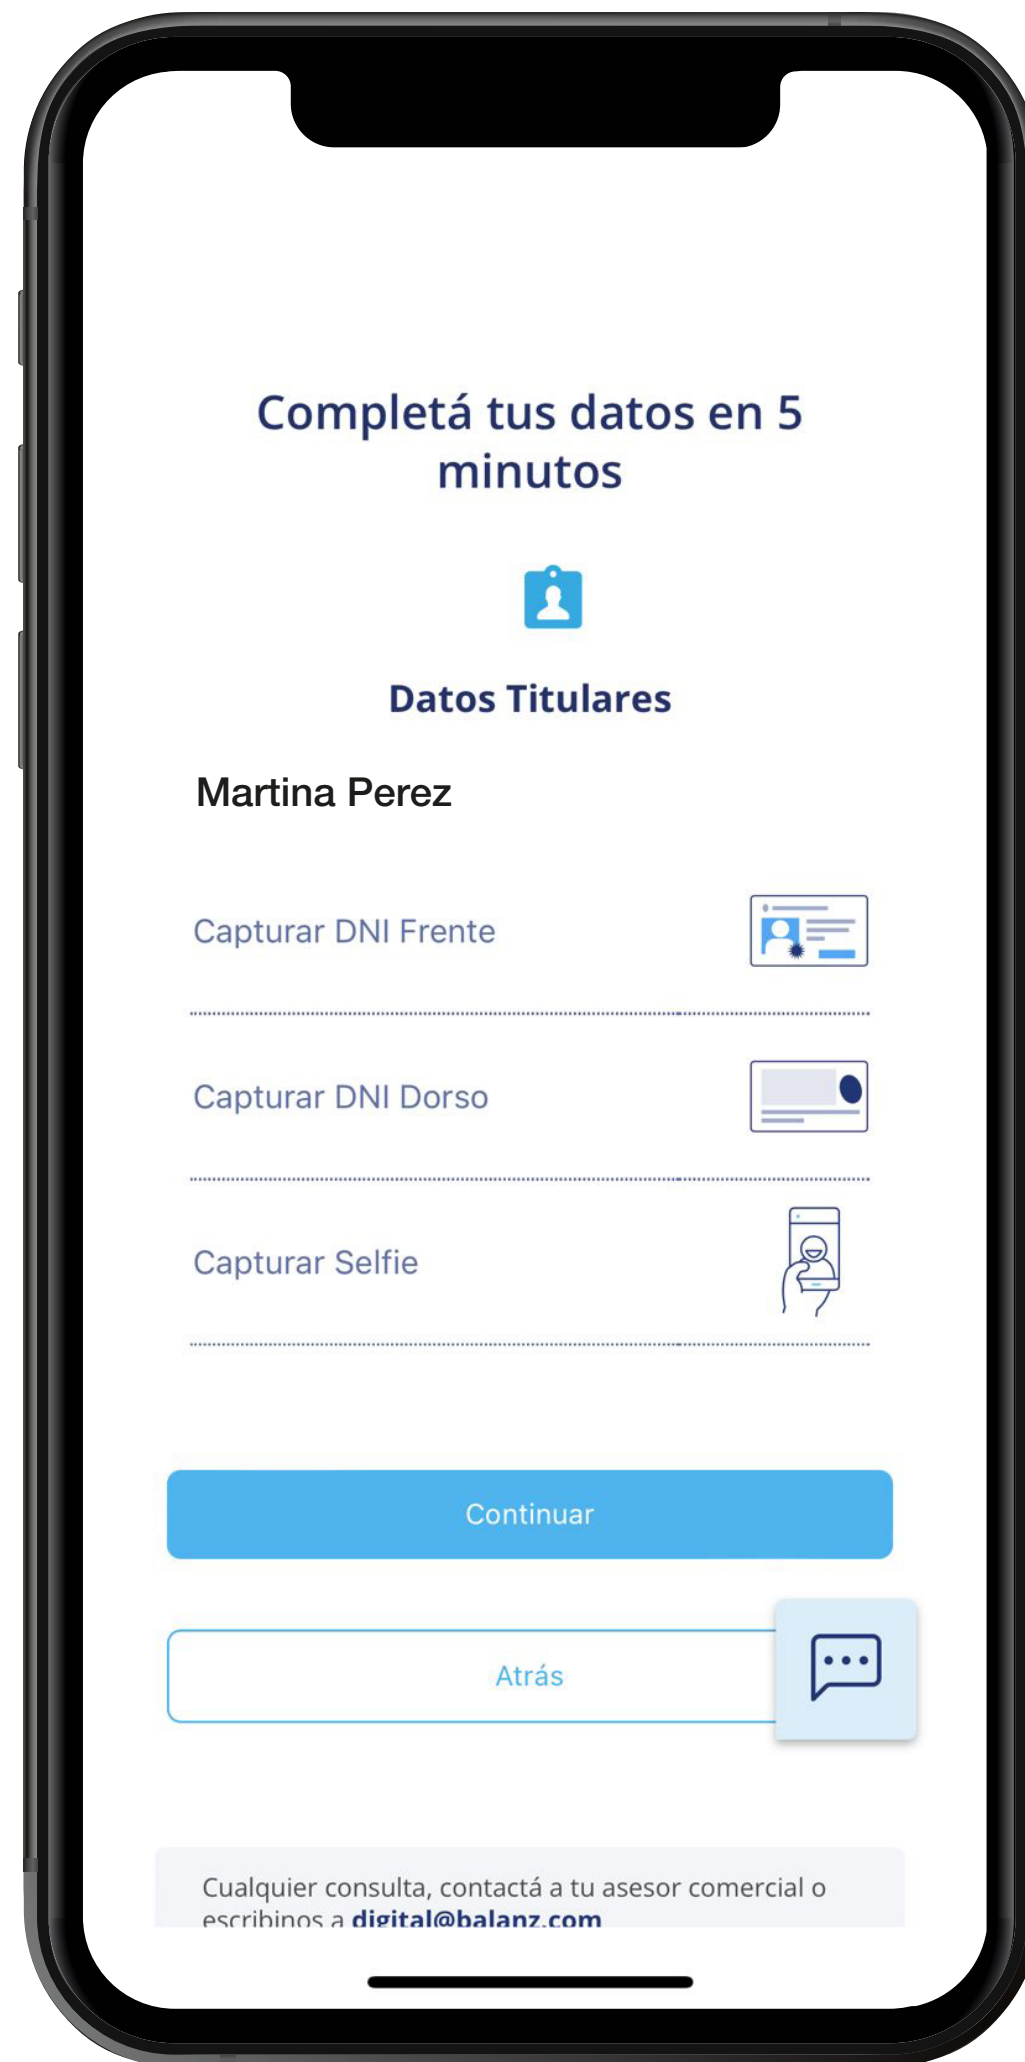 Completá tus datos en 5
minutos
Datos Titulares
Martina Perez
Capturar DNI Frente
Capturar DNI Dorso
Capturar Selfie
Continuar
Atrás
Cualquier consulta, contactá a tu asesor comercial o
escribinos a digital@balanz.com